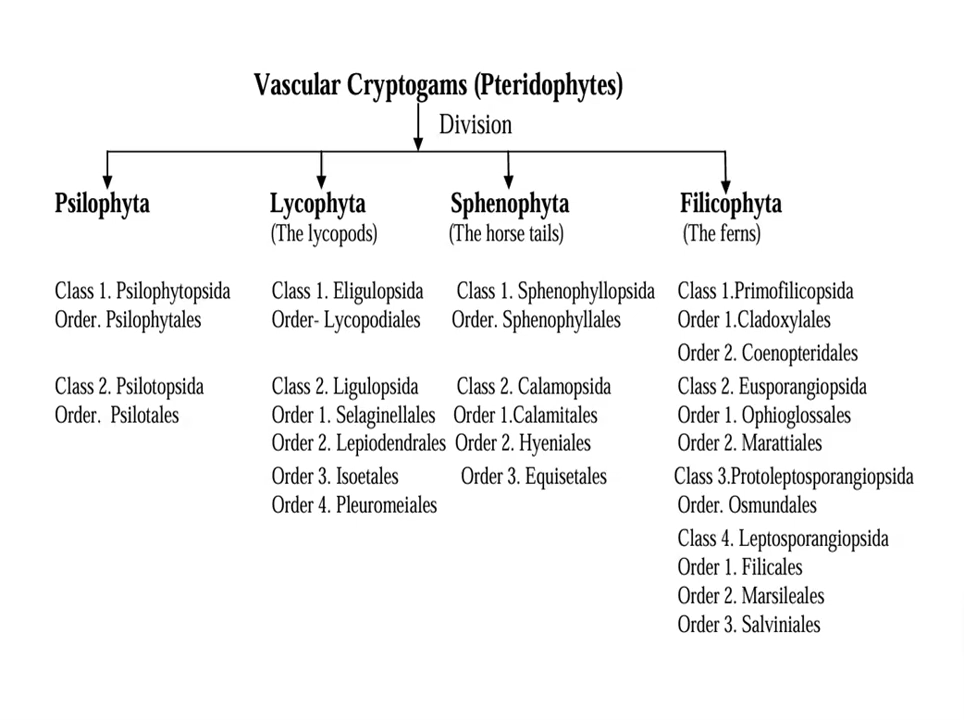 Vascular Cryptogams (Pteridophytes)
Division
Psilophyta
Class 1. Psilophytopsida
Order. Psilophytales
Class 2. Psilotopsida
Order. Psilotales
Lycophyta
(The lycopods)
Class 1. Eligulopsida
Order- Lycopodiales
Class 2. Ligulopsida
Order 1. Selaginellales
Order 2. Lepiodendrales
Order 3. Isoetales
Order 4. Pleuromeiales
Sphenophyta
(The horse tails)
Class 1. Sphenophyllopsida
Order. Sphenophyllales
Class 2. Calamopsida
Order 1.Calamitales
Order 2. Hyeniales
Order 3. Equisetales
Filicophyta
(The ferns)
Class 1.Primofilicopsida
Order 1.Cladoxylales
Order 2. Coenopteridales
Class 2. Eusporangiopsida
Order 1. Ophioglossales
Order 2. Marattiales
Class 3.Protoleptosporangiopsida
Order. Osmundales
Class 4. Leptosporangiopsida
Order 1. Filicales
Order 2. Marsileales
Order 3. Salviniales